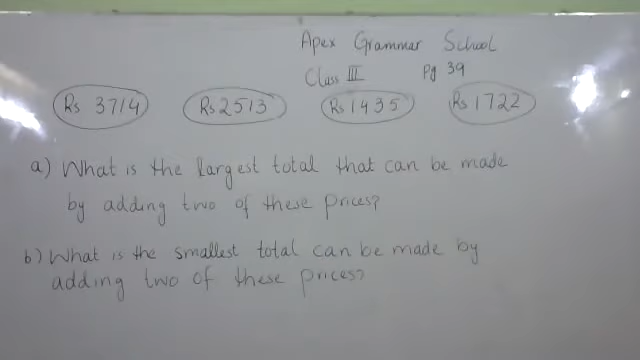 Apex Grammar School
Class III Pg 39
Rs 3714 Rs 2513 Rs 1435 Rs 1722
a) What is the largest total that can be made
by adding two of these prices?
b) What is the smallest total can be made by
adding two of these prices?